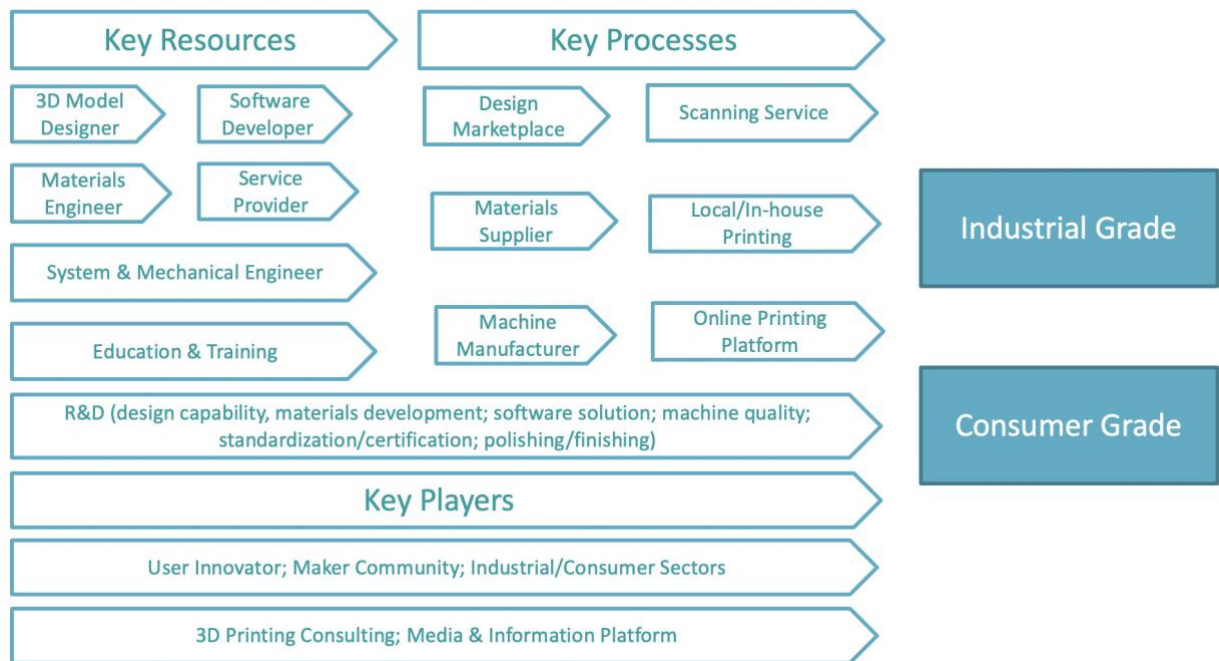 Key Resources
Key Processes
3D Model
Designer
Software
Developer
Design
Marketplace
Scanning Service
Materials
Engineer
Service
Provider
Materials
Supplier
Local/In-house
Printing
Industrial Grade
System & Mechanical Engineer
Machine
Manufacturer
Online Printing
Platform
Education & Training
Consumer Grade
R&D (design capability, materials development; software solution; machine quality;
standardization/certification; polishing/finishing)
Key Players
User Innovator; Maker Community; Industrial/Consumer Sectors
3D Printing Consulting; Media & Information Platform